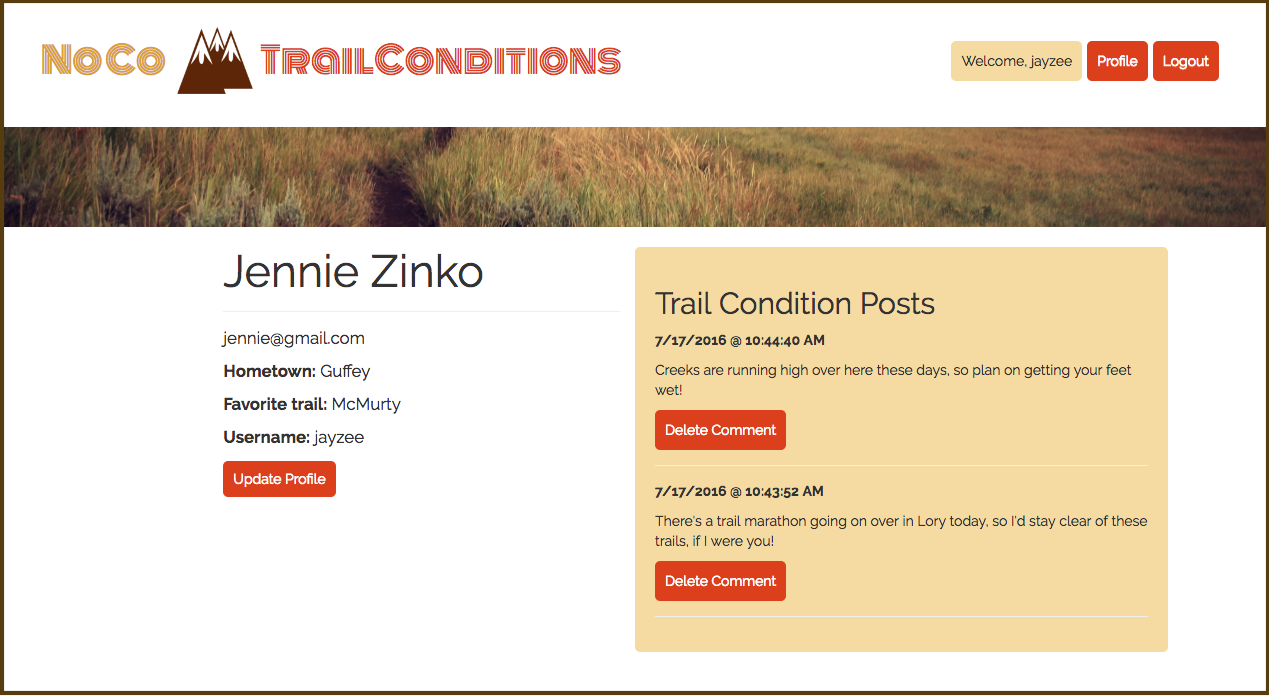 NoCo TrailConditions
Welcome, jayzee
Profile
Logout
Jennie Zinko
jennie@gmail.com
Hometown: Guffey
Favorite trail: McMurty
Username: jayzee
Update Profile
Trail Condition Posts
7/17/2016 @ 10:44:40 AM
Creeks are running high over here these days, so plan on getting your feet
wet!
Delete Comment
7/17/2016 @ 10:43:52 AM
There's a trail marathon going on over in Lory today, so I'd stay clear of these
trails, if I were you!
Delete Comment